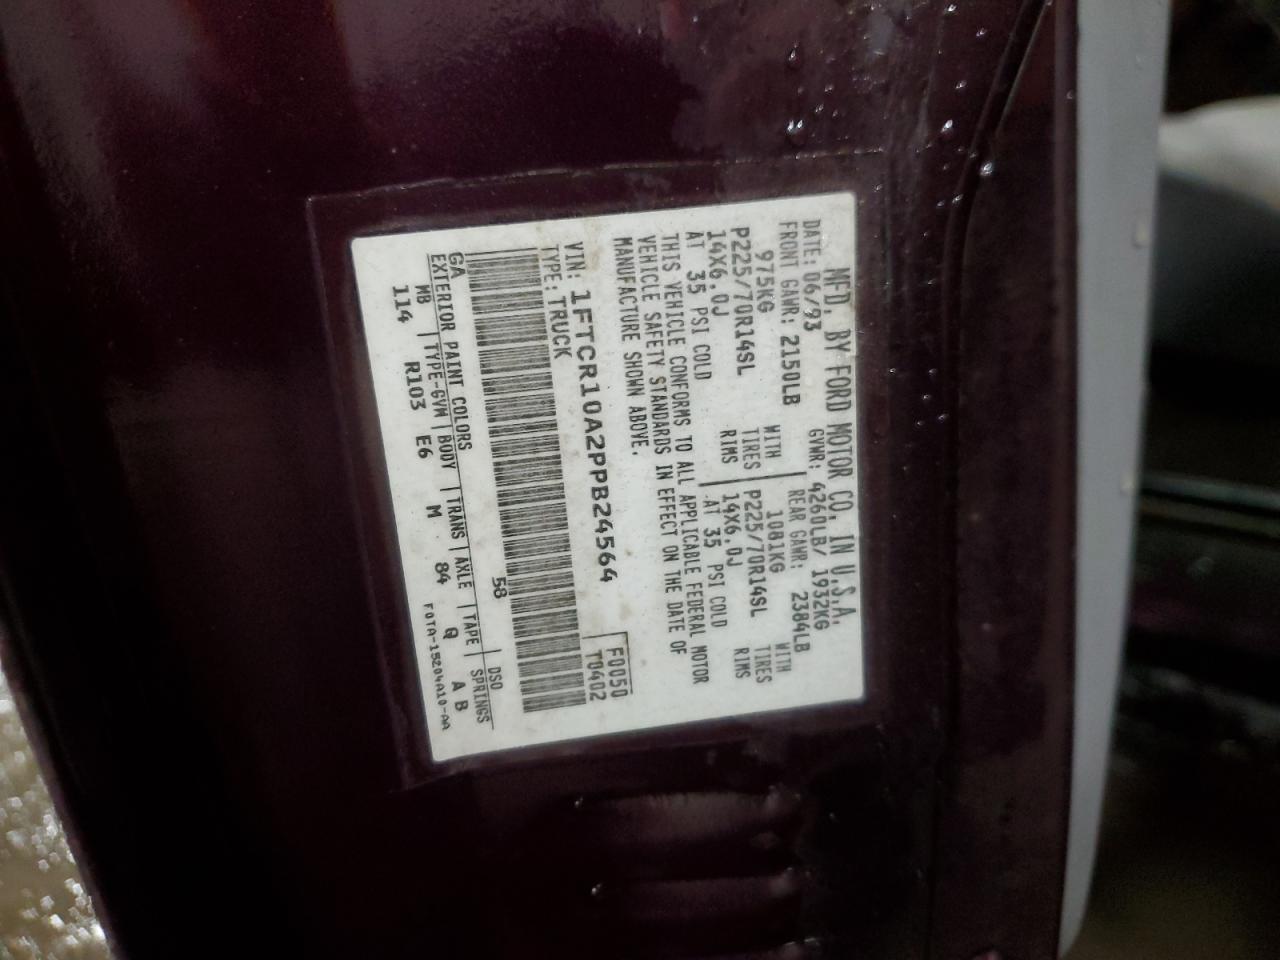 MFD. BY FORD MOTOR CO. IN U.S.A.
DATE: 06/93 GVWR: 4260LB/ 1932KG
FRONT GAWR: 2150LB REAR GAWR: 2384LB
975KG WITH 1081KG WITH
P225/70R14SL TIRES P225/70R14SL TIRES
14X6.0J RIMS 14X6.0J RIMS
AT 35 PSI COLD AT 35 PSI COLD
THIS VEHICLE CONFORMS TO ALL APPLICABLE FEDERAL MOTOR
VEHICLE SAFETY STANDARDS IN EFFECT ON THE DATE OF
MANUFACTURE SHOWN ABOVE.
F0050
VIN: 1FTCR10A2PPB24564 T0402
TYPE: TRUCK
58
GA EXTERIOR PAINT COLORS DSO
MB TYPE-GVM BODY TRANS AXLE TAPE SPRINGS
114 R103 E6 M 84 Q A B
F0TA-15204A10-AA